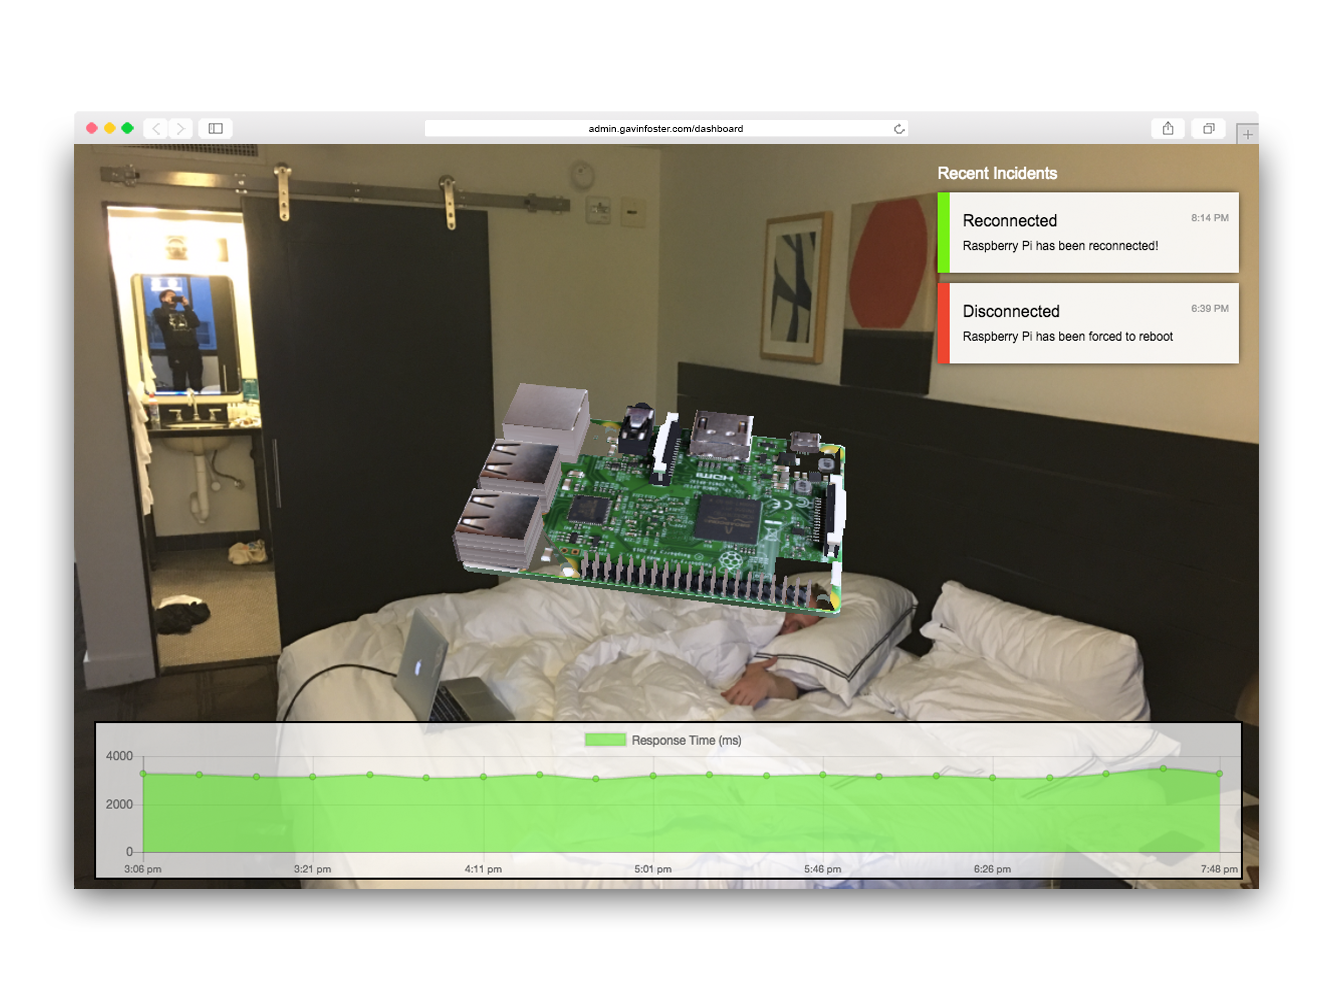 admin.gavinfoster.com/dashboard
Recent Incidents
Reconnected
8:14 PM
Raspberry Pi has been reconnected!
Disconnected
6:39 PM
Raspberry Pi has been forced to reboot
HDMI
Response Time (ms)
4000
2000
0
3:06 pm
3:21 pm
4:11 pm
5:01 pm
5:46 pm
6:26 pm
7:48 pm